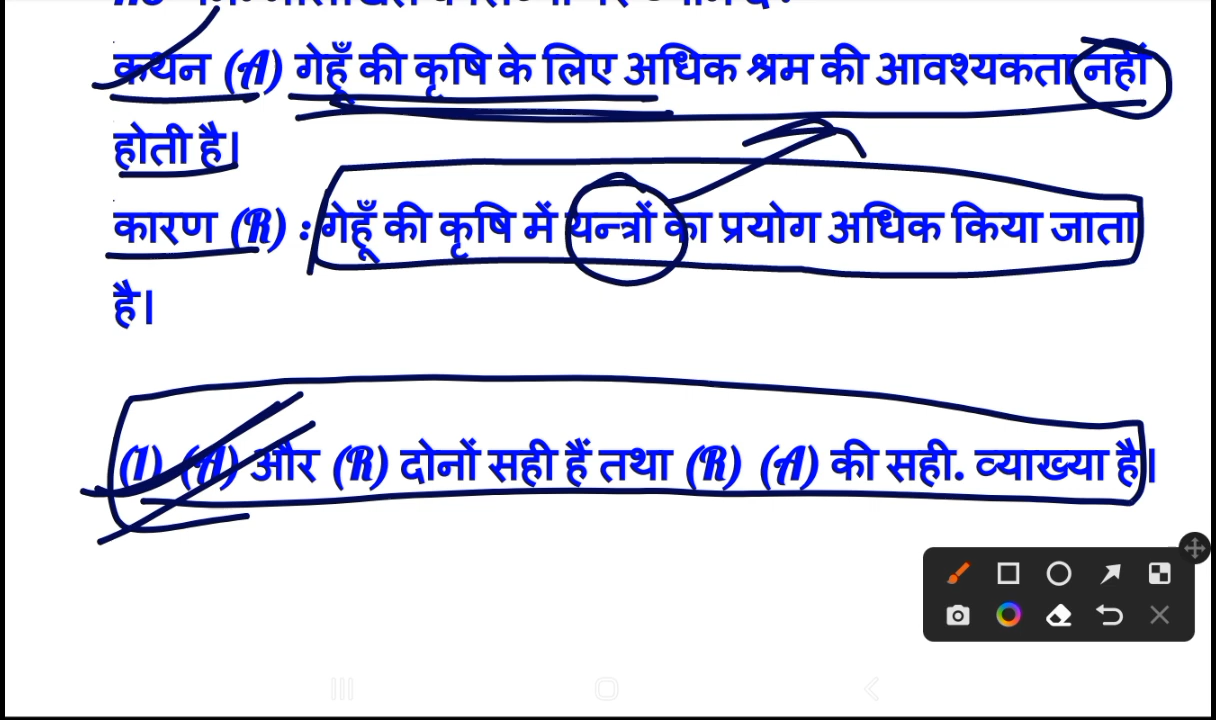 कथन (A) गेहूँ की कृषि के लिए अधिक श्रम की आवश्यकता नहीं
होती है।
कारण (R) : गेहूँ की कृषि में यन्त्रों का प्रयोग अधिक किया जाता
है।
(1) (A) और (R) दोनों सही हैं तथा (R) (A) की सही. व्याख्या है।